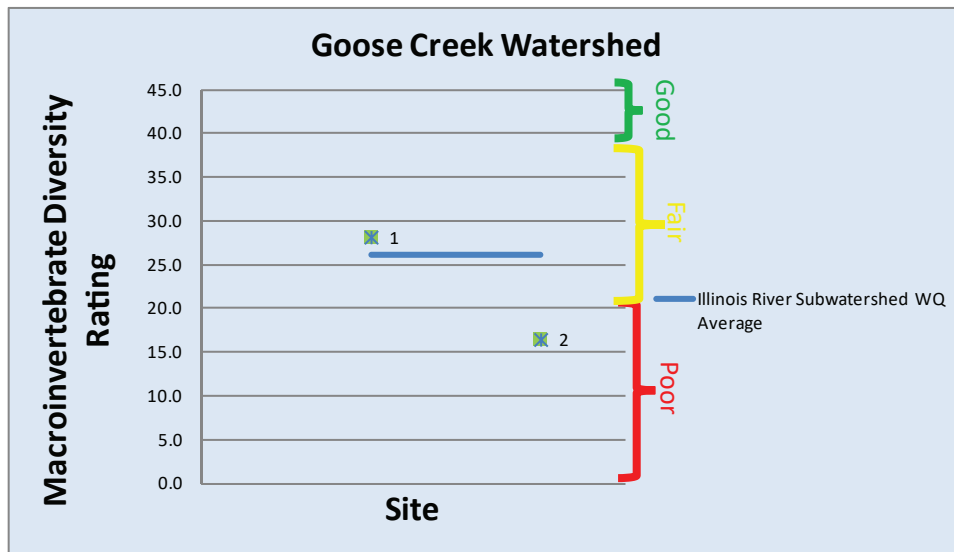 Goose Creek Watershed
Macroinvertebrate Diversity
Rating
45.0
40.0
35.0
30.0
25.0
20.0
15.0
10.0
5.0
0.0
1
2
Good
Fair
Poor
Illinois River Subwatershed WQ
Average
Site